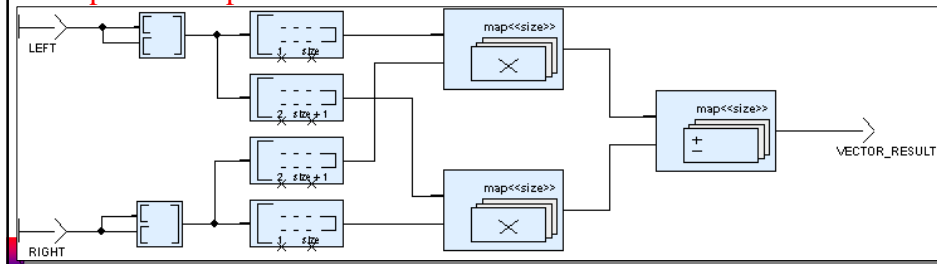 map<<size>>
LEFT
1 size
map<<size>>
2 size + 1
VECTOR_RESULT
2 size + 1
map<<size>>
1 size
RIGHT